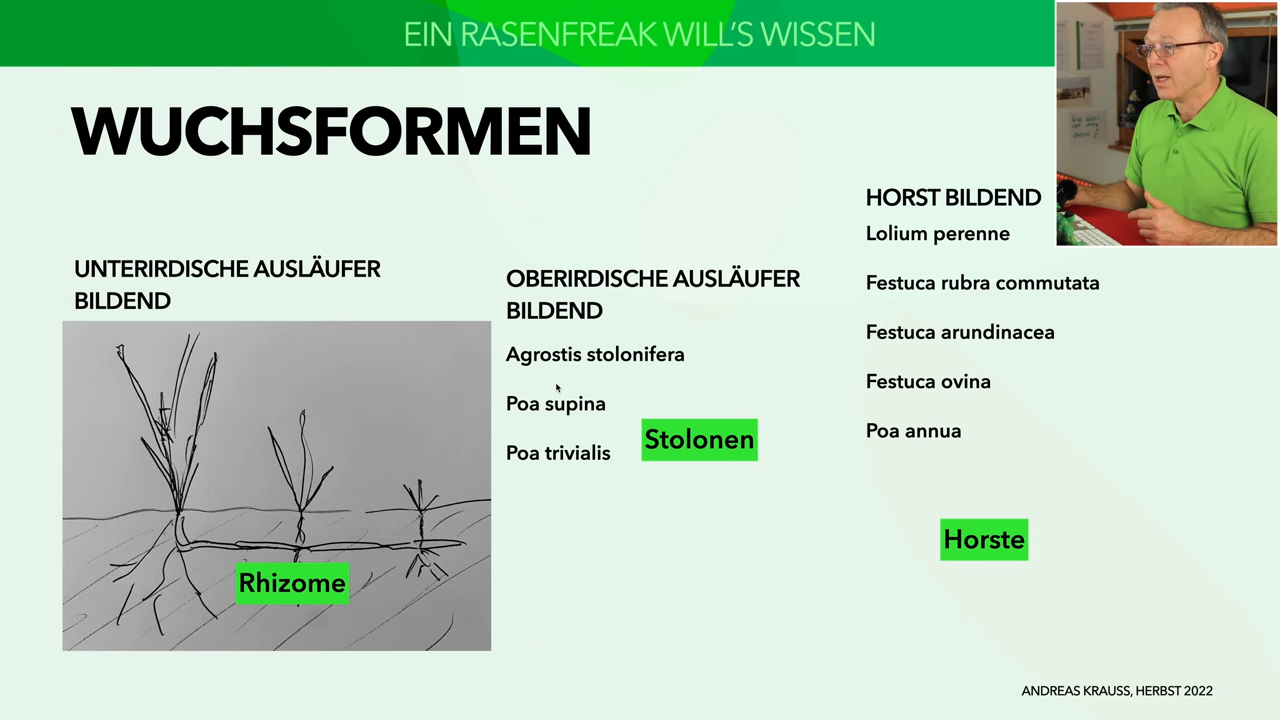 EIN RASENFREAK WILL'S WISSEN
WUCHSFORMEN
UNTERIRDISCHE AUSLÄUFER
BILDEND
Rhizome
OBERIRDISCHE AUSLÄUFER
BILDEND
Agrostis stolonifera
Poa supina
Poa trivialis
Stolonen
HORST BILDEND
Lolium perenne
Festuca rubra commutata
Festuca arundinacea
Festuca ovina
Poa annua
Horste
ANDREAS KRAUSS, HERBST 2022